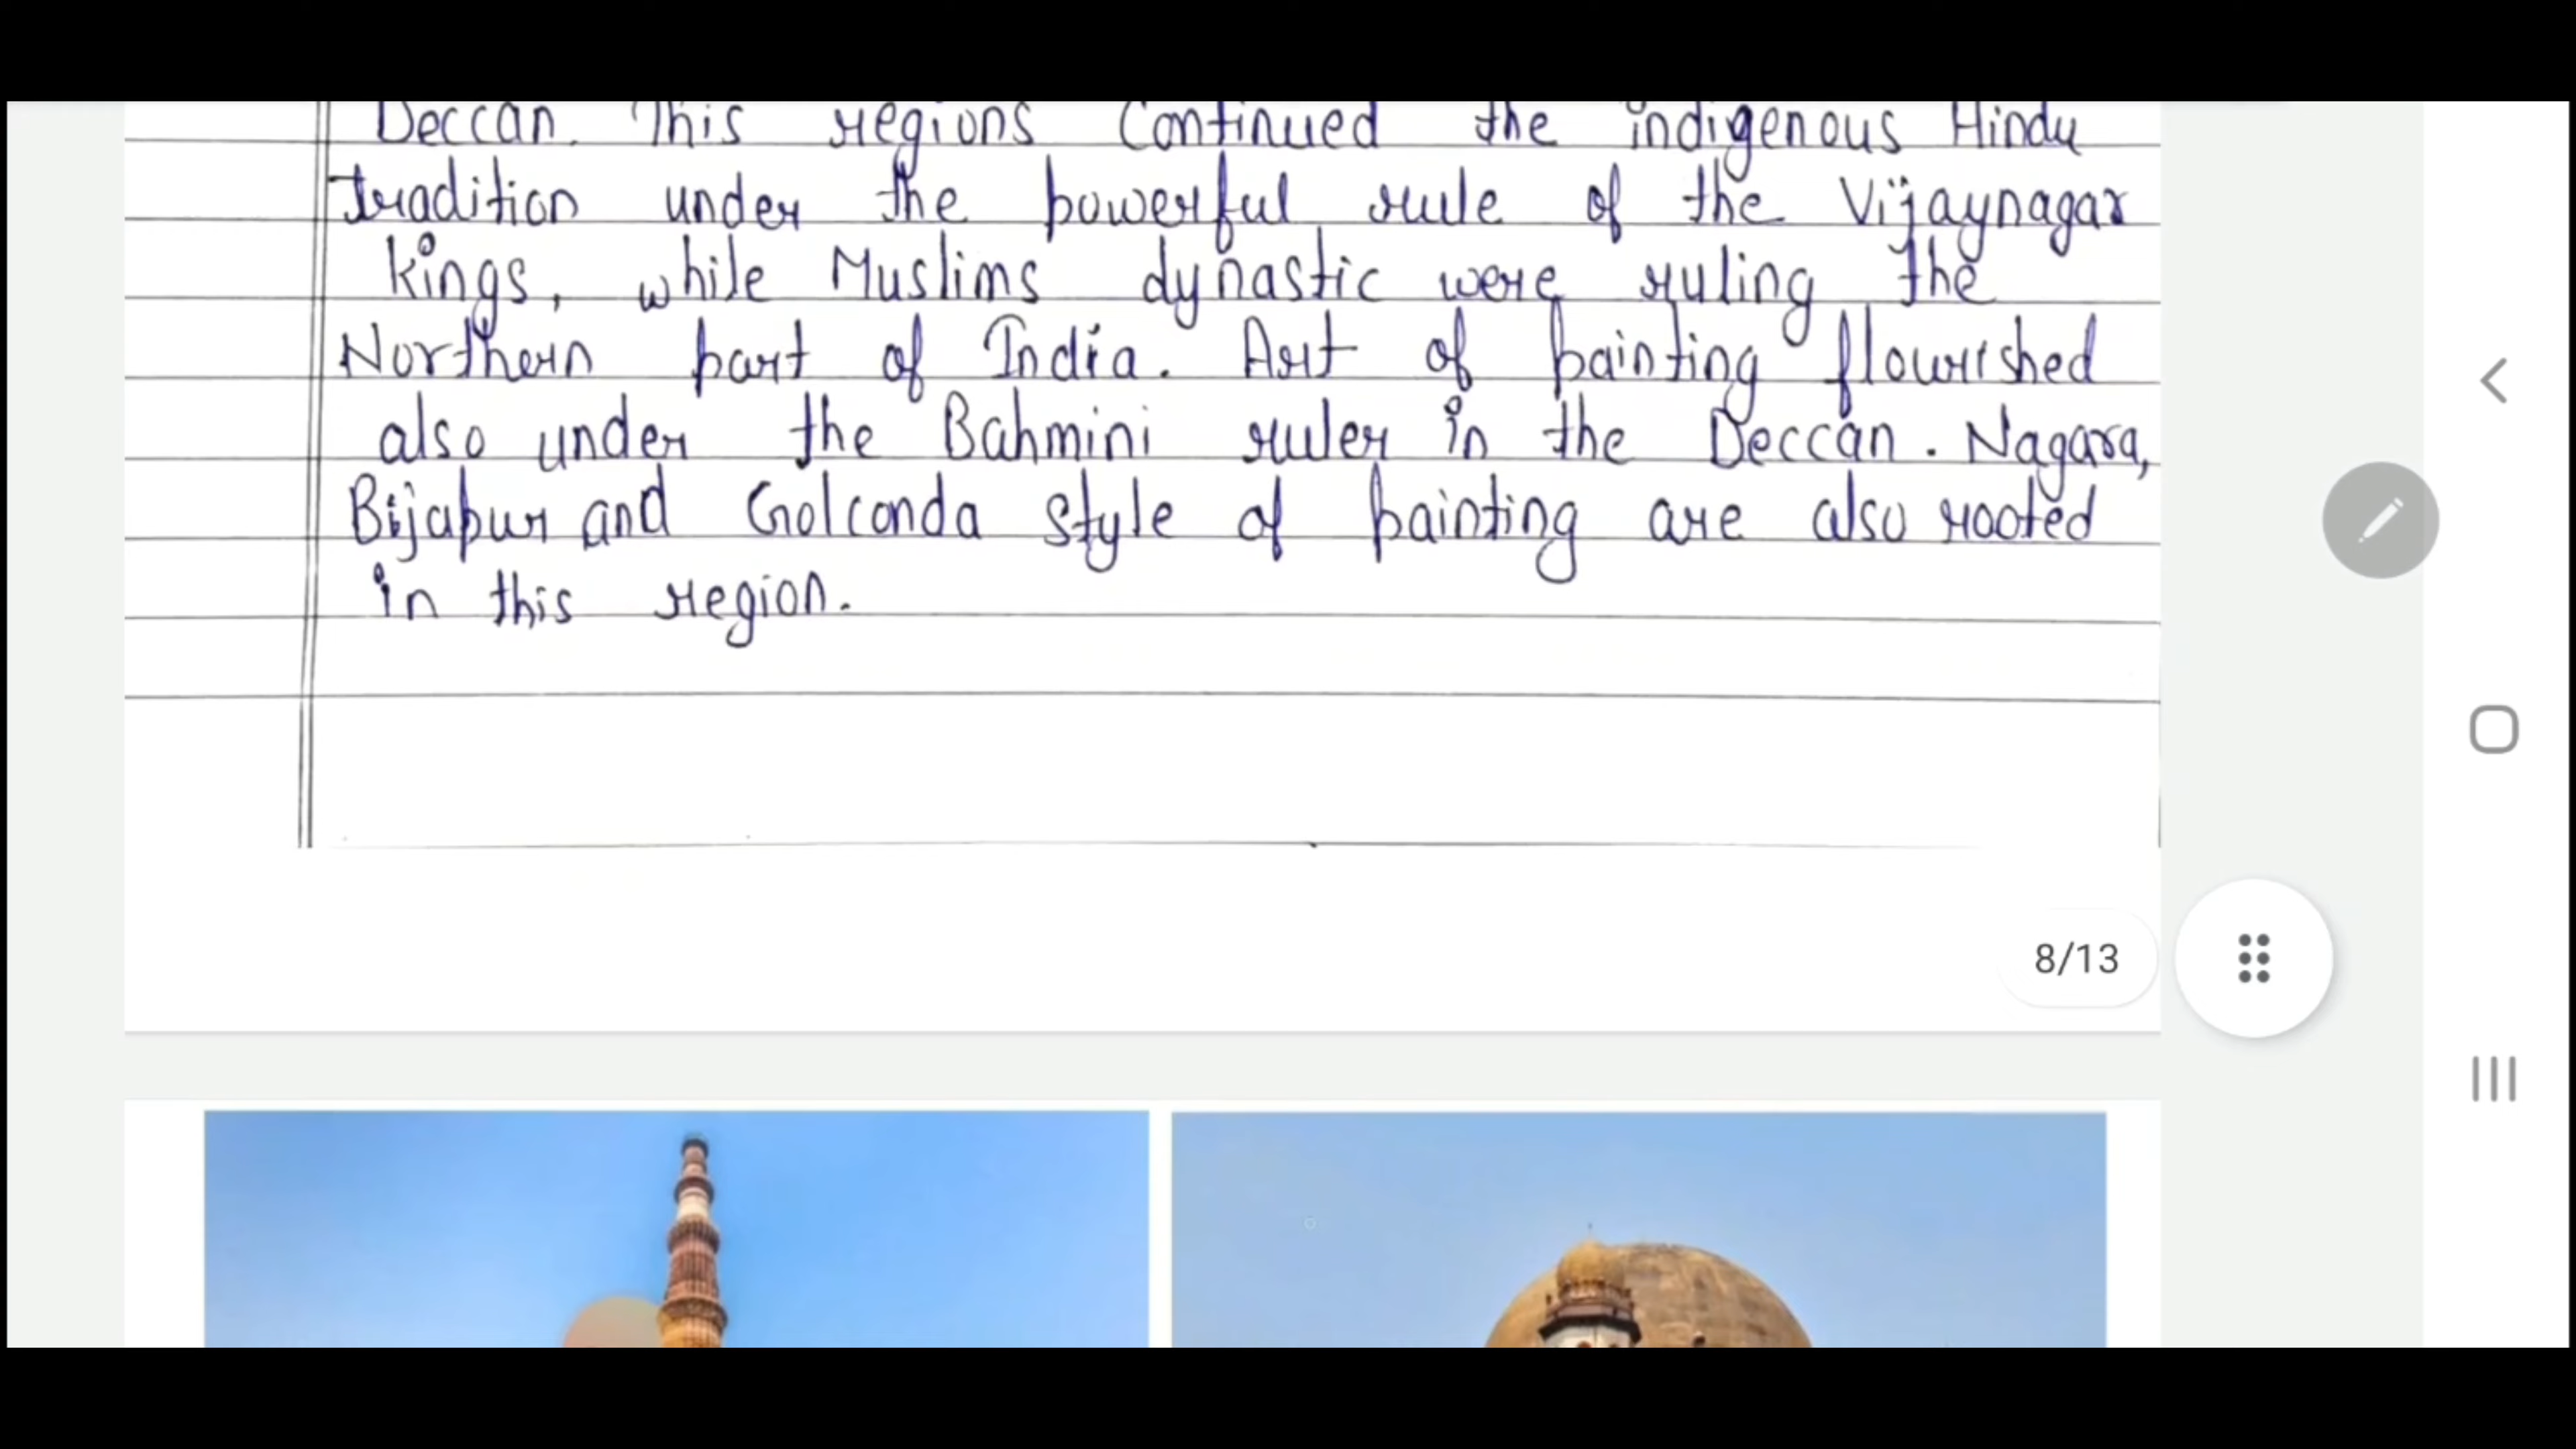 Deccan. This regions Continued the indigenous Hindu
tradition under the powerful rule of the Vijaynagar
kings, while Muslims dynastic were ruling the
Northern part of India. Art of painting flourished
also under the Bahmini ruler in the Deccan. Nagara,
Bijapur and Golconda style of painting are also rooted
in this region.
8/13